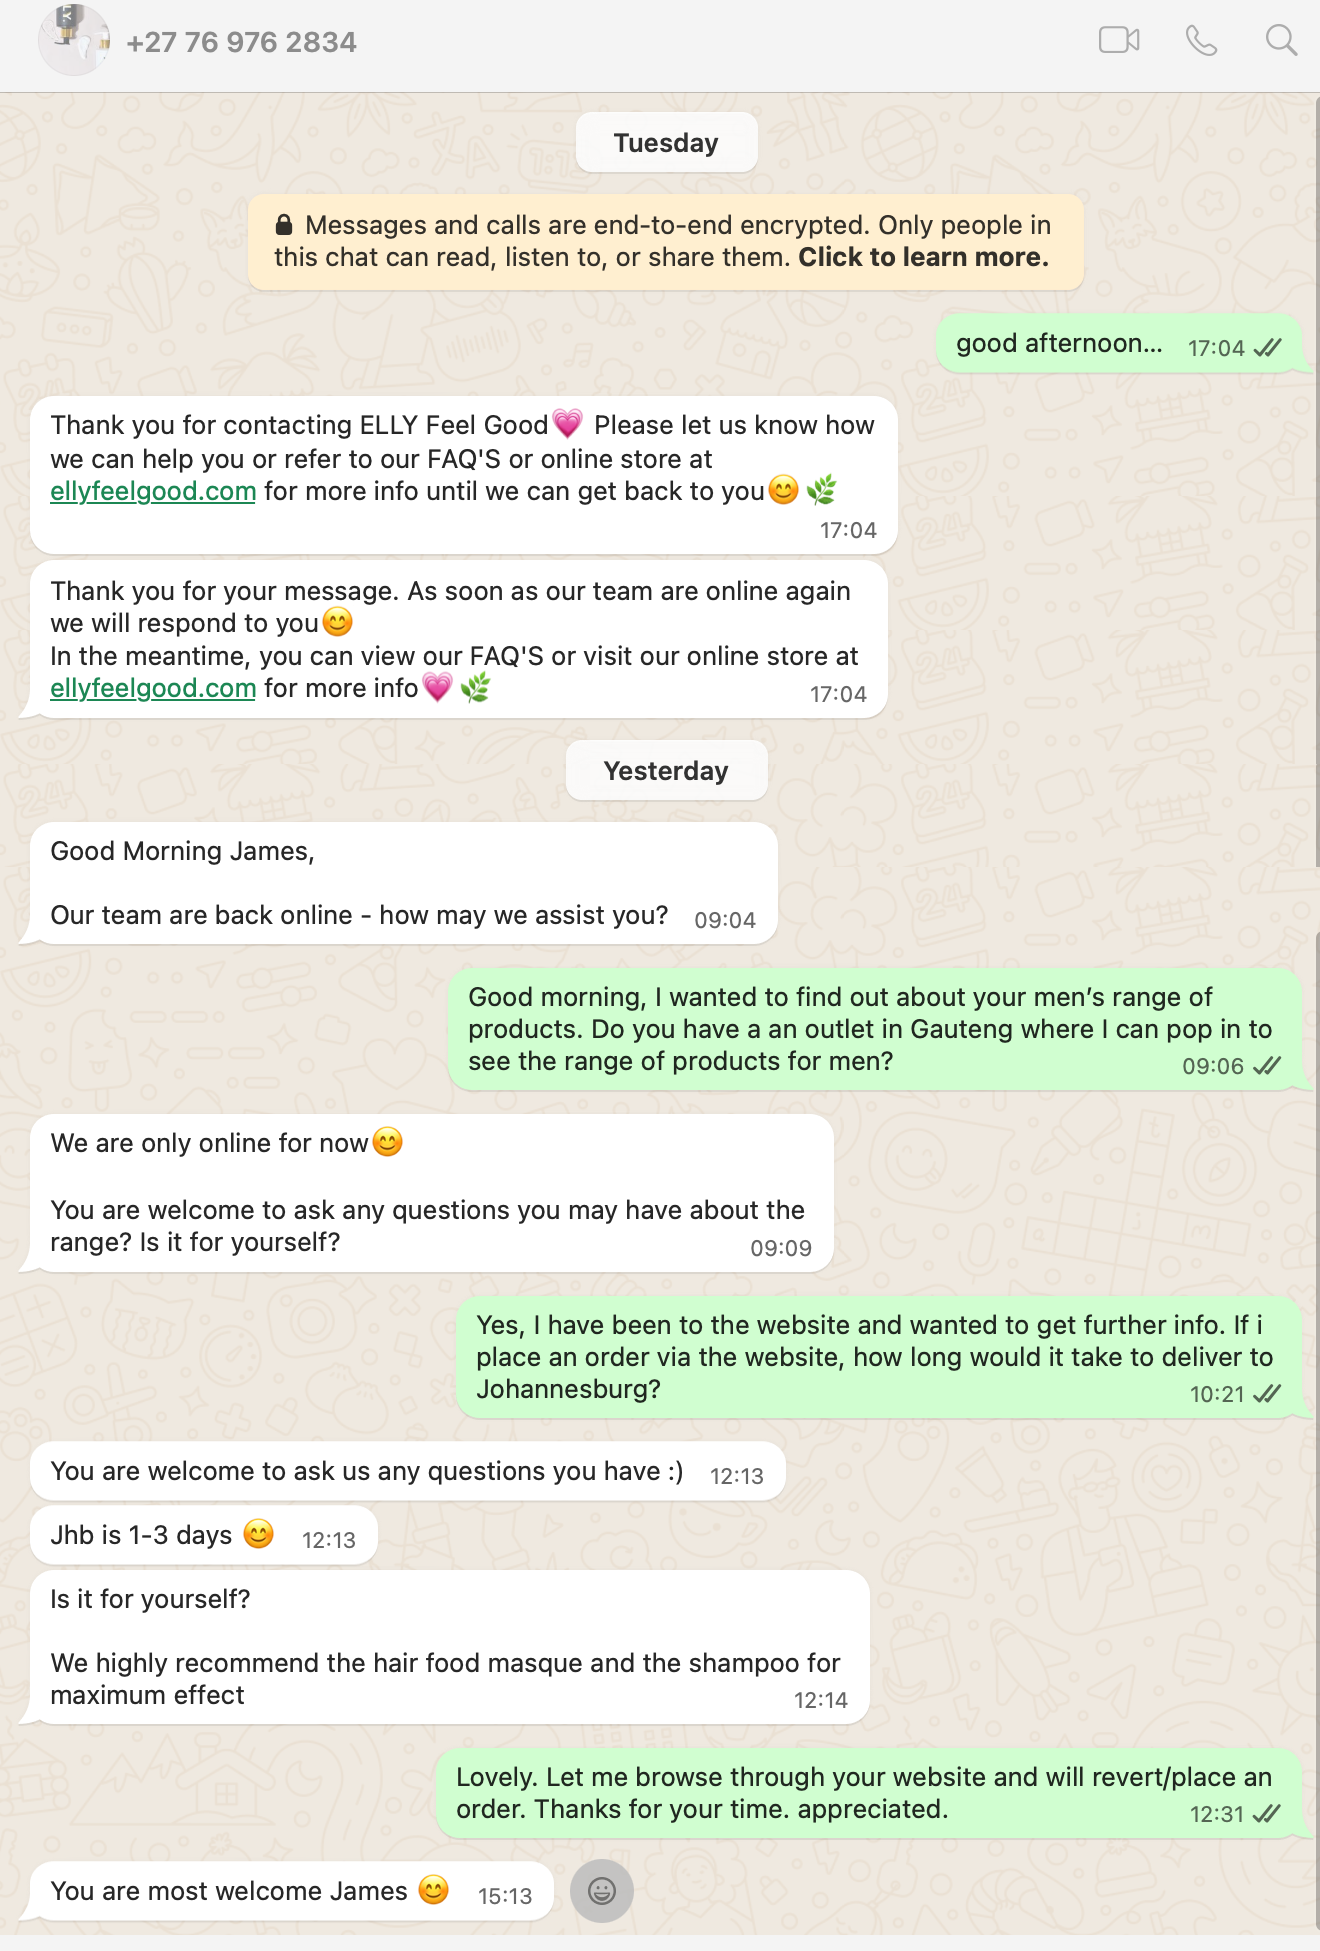 +27 76 976 2834
Tuesday
Messages and calls are end-to-end encrypted. Only people in
this chat can read, listen to, or share them. Click to learn more.
good afternoon... 17:04
Thank you for contacting ELLY Feel Good💗 Please let us know how
we can help you or refer to our FAQ'S or online store at
ellyfeelgood.com for more info until we can get back to you😊 🌿
17:04
Thank you for your message. As soon as our team are online again
we will respond to you😊
In the meantime, you can view our FAQ'S or visit our online store at
ellyfeelgood.com for more info💗 🌿 17:04
Yesterday
Good Morning James,
Our team are back online - how may we assist you? 09:04
Good morning, I wanted to find out about your men’s range of
products. Do you have a an outlet in Gauteng where I can pop in to
see the range of products for men? 09:06
We are only online for now😊
You are welcome to ask any questions you may have about the
range? Is it for yourself? 09:09
Yes, I have been to the website and wanted to get further info. If i
place an order via the website, how long would it take to deliver to
Johannesburg? 10:21
You are welcome to ask us any questions you have :) 12:13
Jhb is 1-3 days 😊 12:13
Is it for yourself?
We highly recommend the hair food masque and the shampoo for
maximum effect 12:14
Lovely. Let me browse through your website and will revert/place an
order. Thanks for your time. appreciated. 12:31
You are most welcome James 😊 15:13